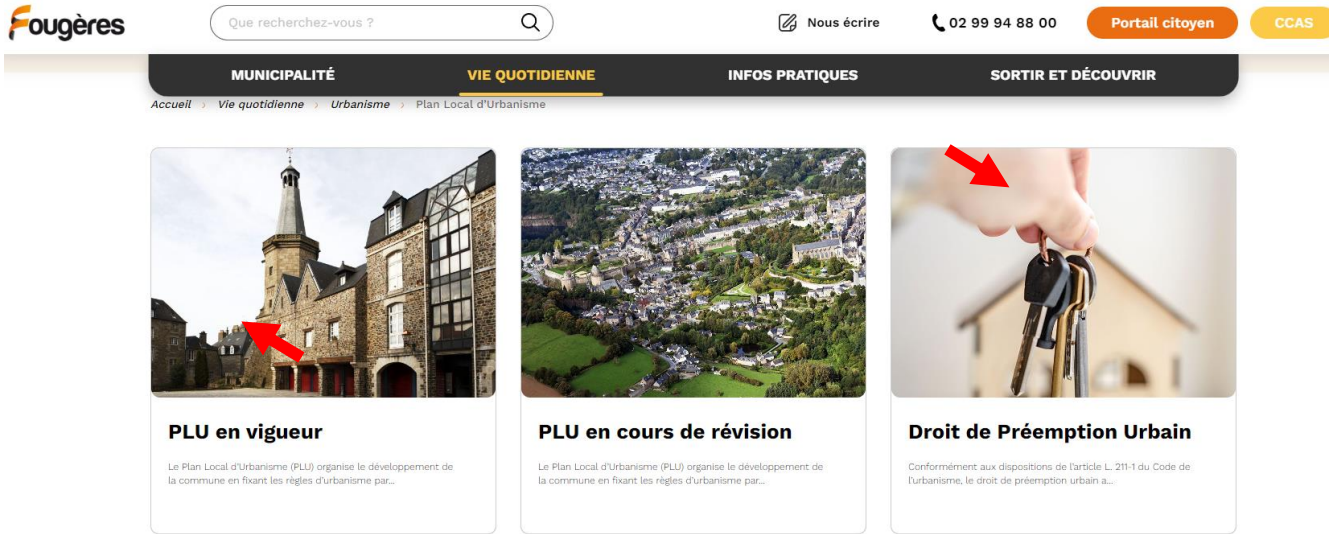 Fougères
Que recherchez-vous ?
Nous écrire
02 99 94 88 00
Portail citoyen
CCAS
MUNICIPALITÉ
VIE QUOTIDIENNE
INFOS PRATIQUES
SORTIR ET DÉCOUVRIR
Accueil › Vie quotidienne › Urbanisme › Plan Local d'Urbanisme
PLU en vigueur
Le Plan Local d'Urbanisme (PLU) organise le développement de
la commune en fixant les règles d'urbanisme par...
PLU en cours de révision
Le Plan Local d'Urbanisme (PLU) organise le développement de
la commune en fixant les règles d'urbanisme par...
Droit de Préemption Urbain
Conformément aux dispositions de l'article L. 211-1 du Code de
l'urbanisme, le droit de préemption urbain a...